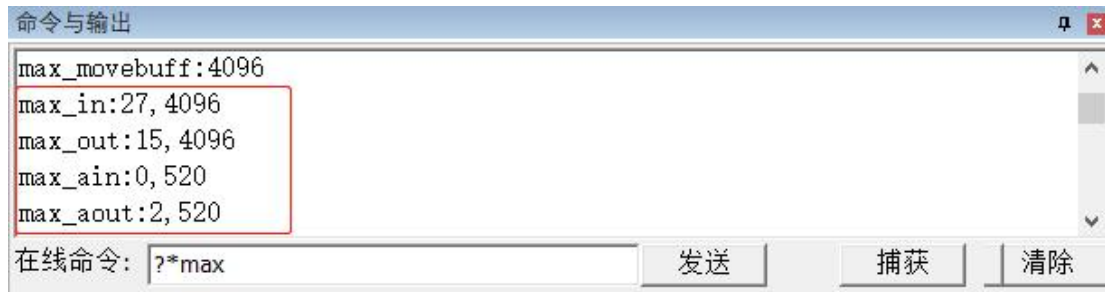 命令与输出
max_movebuff:4096
max_in:27,4096
max_out:15,4096
max_ain:0,520
max_aout:2,520
在线命令: ?*max 发送 捕获 清除